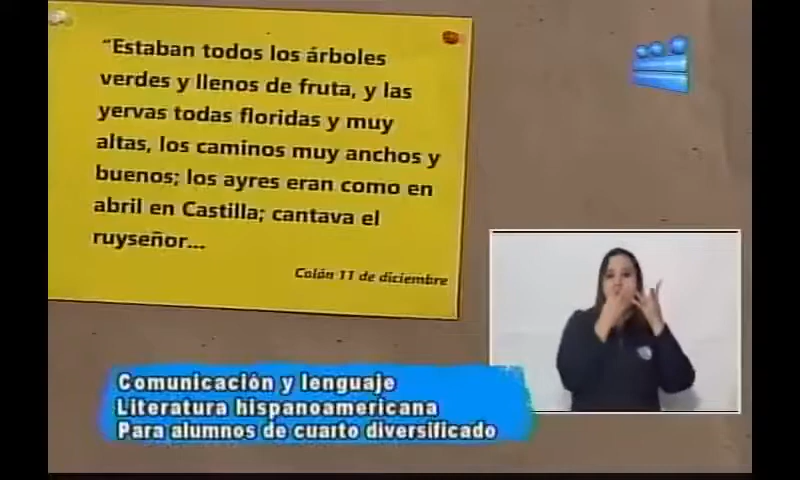 “Estaban todos los árboles
verdes y llenos de fruta, y las
yervas todas floridas y muy
altas, los caminos muy anchos y
buenos; los ayres eran como en
abril en Castilla; cantava el
ruyseñor...
Colón 11 de diciembre
Comunicación y lenguaje
Literatura hispanoamericana
Para alumnos de cuarto diversificado